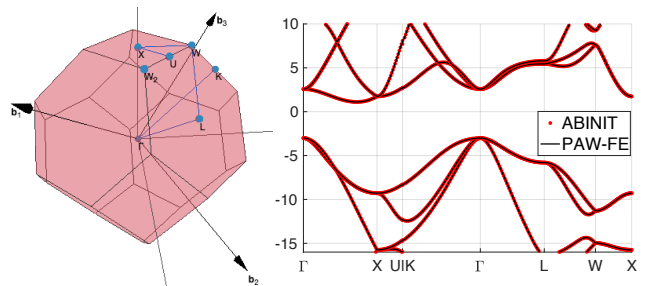 b₃
X
W
U
W₂
K
b₁
L
Γ
b₂
10
5
0
-5
-10
-15
ABINIT
PAW-FE
Γ X U|K Γ L W X